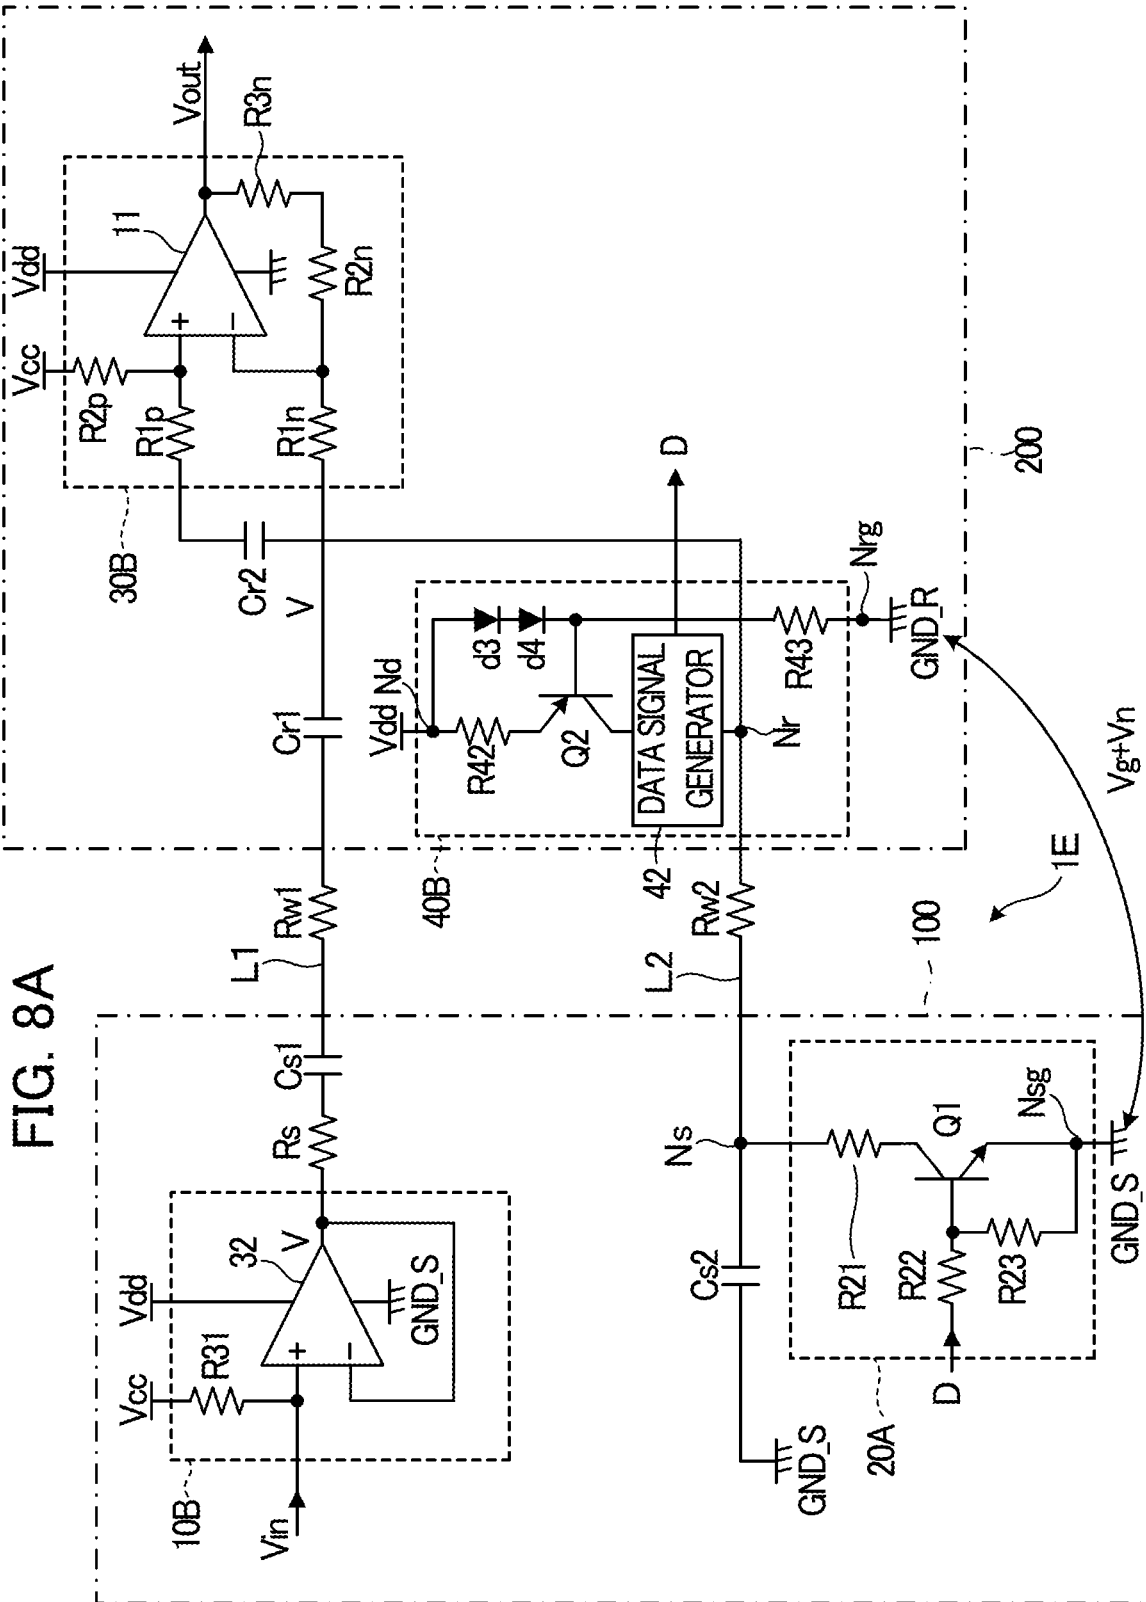 FIG. 8A
10B
Vin
Vcc
R31
Vdd
32
+
−
V
GND_S
Rs
Cs1
L1
Rw1
Cr1
V
Cr2
30B
Vcc
R2p
R1p
R1n
Vdd
11
+
−
R2n
R3n
Vout
GND_S
Cs2
Ns
L2
Rw2
20A
D
R22
R21
R23
Q1
Nsg
GND_S
100
1E
Vg+Vn
40B
42
Vdd
Nd
R42
d3
d4
Q2
DATA SIGNAL
GENERATOR
D
Nr
R43
Nrg
GND_R
200